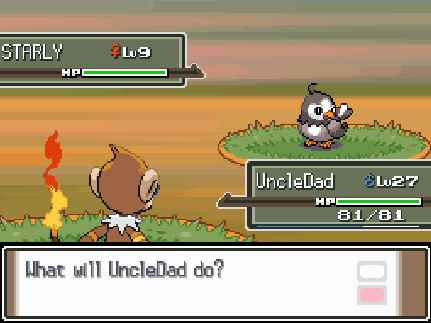 STARLY ♀Lv9
HP
UncleDad ♂Lv27
HP
81/81
What will UncleDad do?